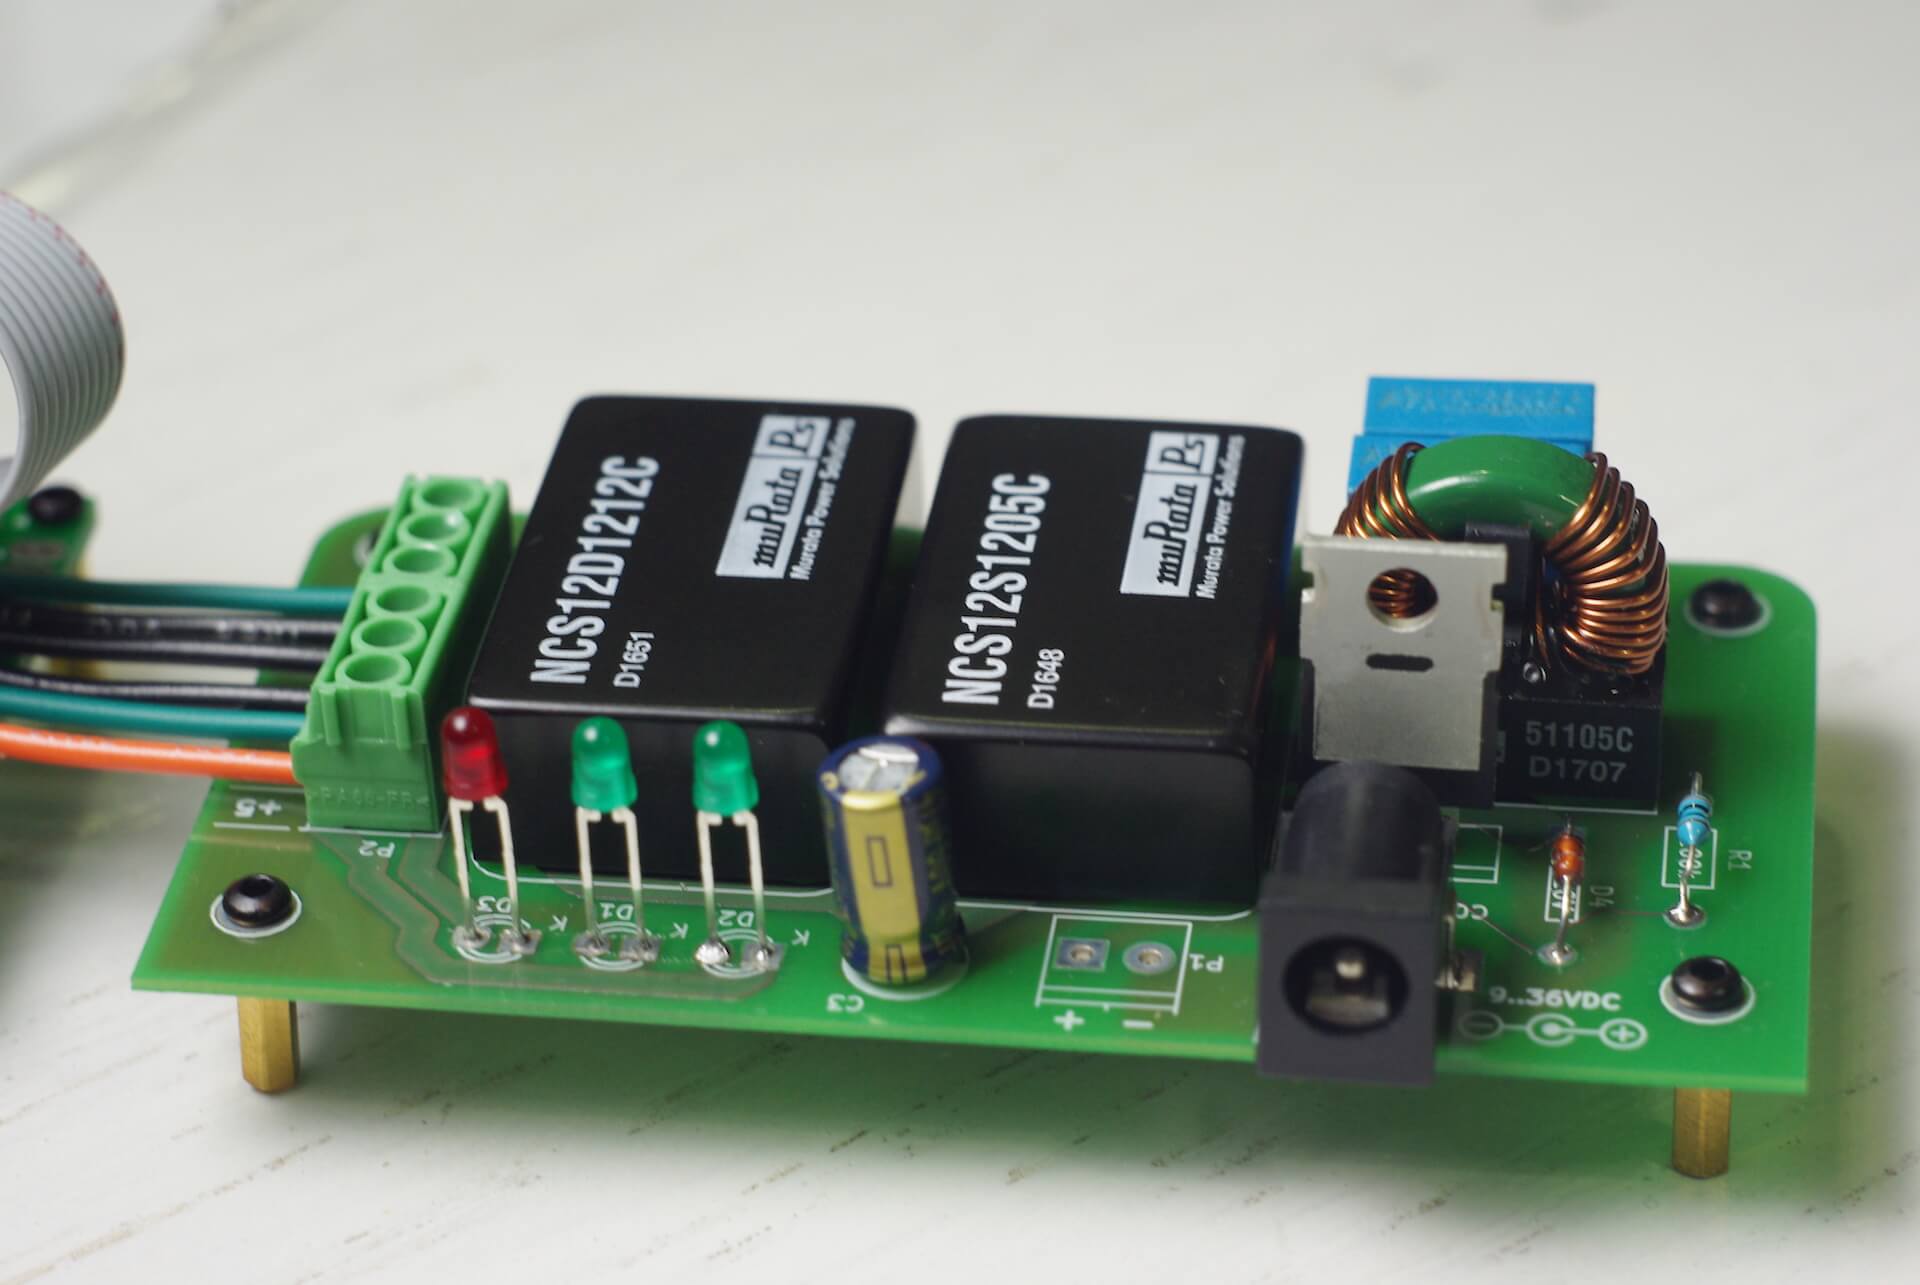 NCS12D1212C
D1651
muRata Ps
Murata Power Solutions
NCS12S1205C
D1648
muRata Ps
Murata Power Solutions
51105C
D1707
+5
P2
D3
K
D1
K
D2
K
C3
P1
+ -
R1
D4
9..36VDC
- +